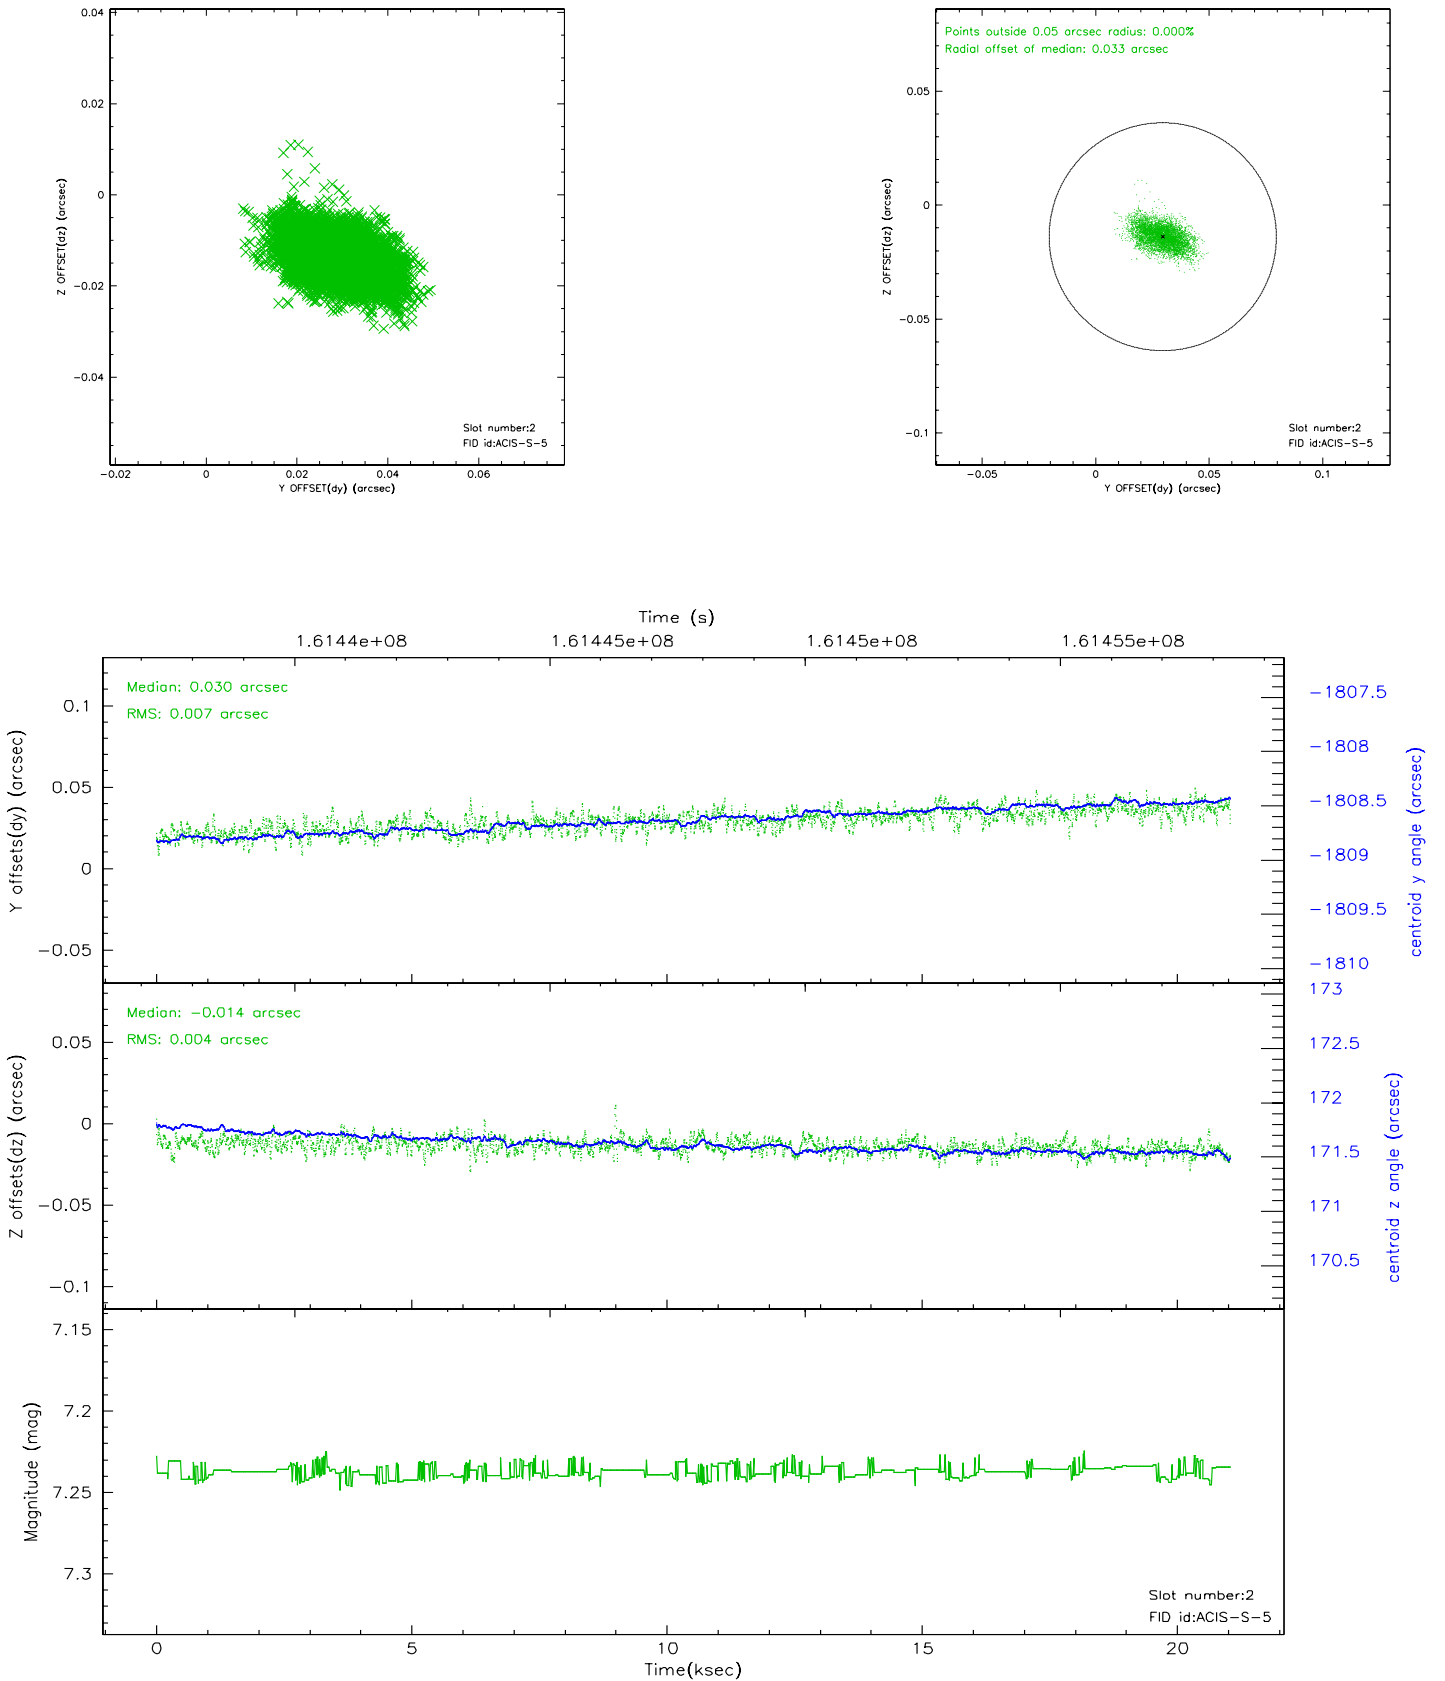 0.04
0.02
0
-0.02
-0.04
Z OFFSET(dz) (arcsec)
Slot number:2
FID id:ACIS-S-5
-0.02 0 0.02 0.04 0.06
Y OFFSET(dy) (arcsec)
Points outside 0.05 arcsec radius: 0.000%
Radial offset of median: 0.033 arcsec
0.05
0
-0.05
-0.1
Z OFFSET(dz) (arcsec)
Slot number:2
FID id:ACIS-S-5
-0.05 0 0.05 0.1
Y OFFSET(dy) (arcsec)
Time (s)
1.6144e+08 1.61445e+08 1.6145e+08 1.61455e+08
Median: 0.030 arcsec
RMS: 0.007 arcsec
0.1
0.05
0
-0.05
Y offsets(dy) (arcsec)
-1807.5
-1808
-1808.5
-1809
-1809.5
-1810
centroid y angle (arcsec)
Median: -0.014 arcsec
RMS: 0.004 arcsec
0.05
0
-0.05
-0.1
Z offsets(dz) (arcsec)
173
172.5
172
171.5
171
170.5
centroid z angle (arcsec)
7.15
7.2
7.25
7.3
Magnitude (mag)
Slot number:2
FID id:ACIS-S-5
0 5 10 15 20
Time(ksec)